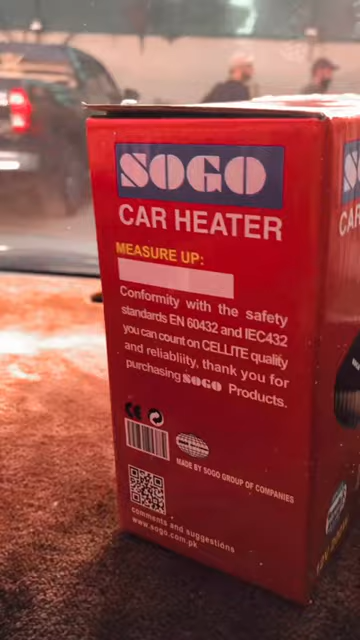 SOGO
CAR HEATER
MEASURE UP:
Conformity with the safety
standards EN 60432 and IEC432
you can count on CELLITE quality
and reliabliity, thank you for
purchasing SOGO Products.
CE
MADE BY SOGO GROUP OF COMPANIES
comments and suggestions
www.sogo.com.pk